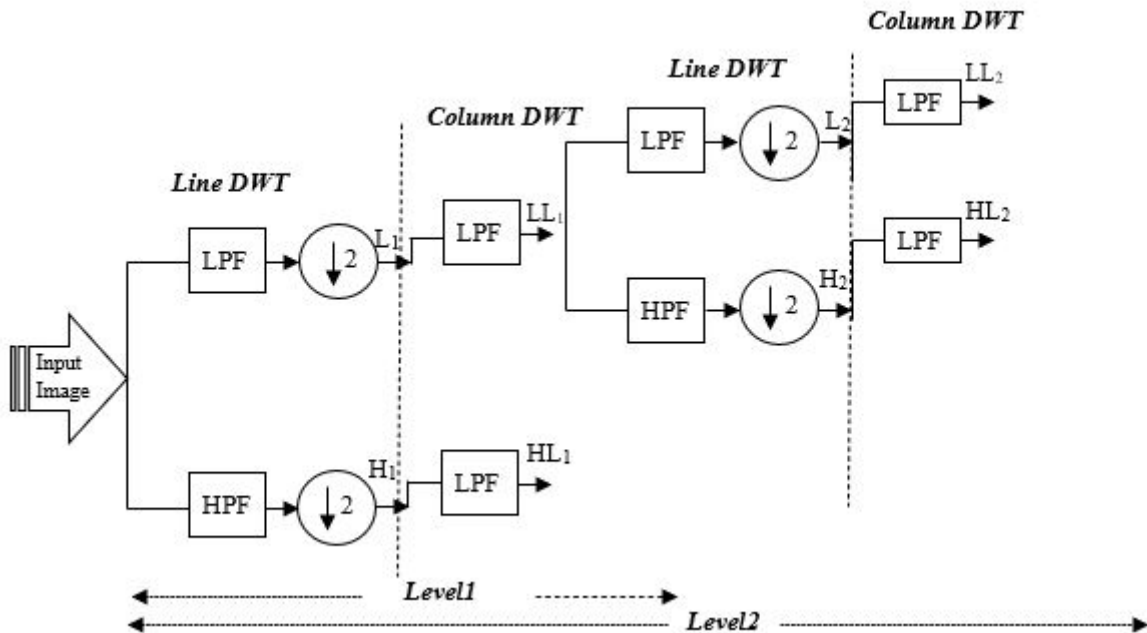 Column DWT
Line DWT
LPF
LL₂
LPF
↓ 2
L₂
Column DWT
Line DWT
LPF
HL₂
LPF
LL₁
LPF
↓ 2
L₁
HPF
↓ 2
H₂
Input
Image
HPF
↓ 2
H₁
LPF
HL₁
Level1
Level2